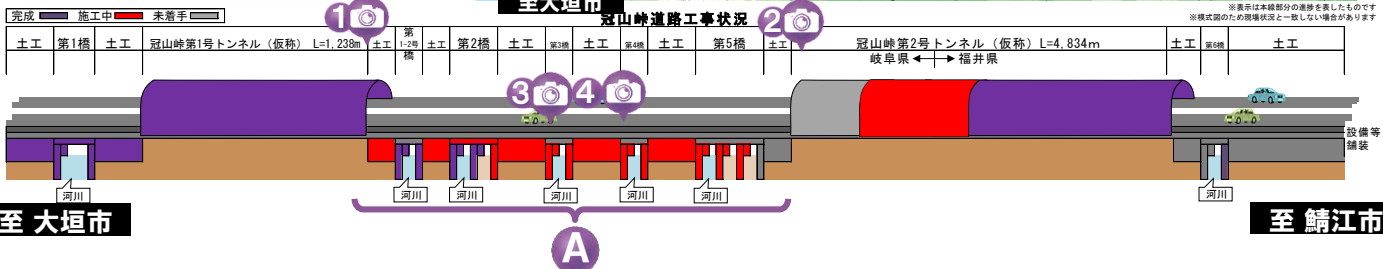 至大垣市
※表示は本線部分の進捗を表したものです
※模式図のため現場状況と一致しない場合があります
完成 施工中 未着手
冠山峠道路工事状況
1
2
土工 第1橋 土工 冠山峠第1号トンネル（仮称） L=1,238m 土工 第1-2号橋 土工 第2橋 土工 第3橋 土工 第4橋 土工 第5橋 土工 冠山峠第2号トンネル（仮称）L=4,834m 土工 第6橋 土工
岐阜県 福井県
3
4
設備等
舗装
河川 河川 河川 河川 河川 河川 河川
至 大垣市
至 鯖江市
A